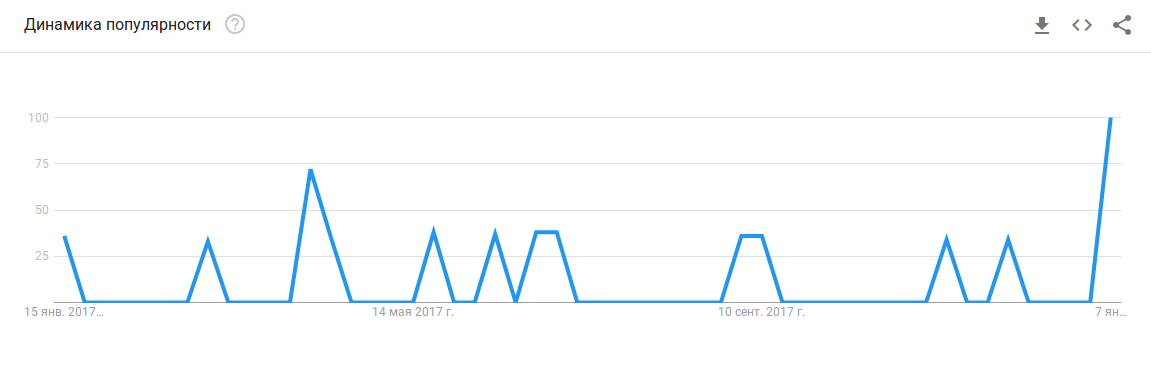 Динамика популярности
100
75
50
25
15 янв. 2017…
14 мая 2017 г.
10 сент. 2017 г.
7 ян…